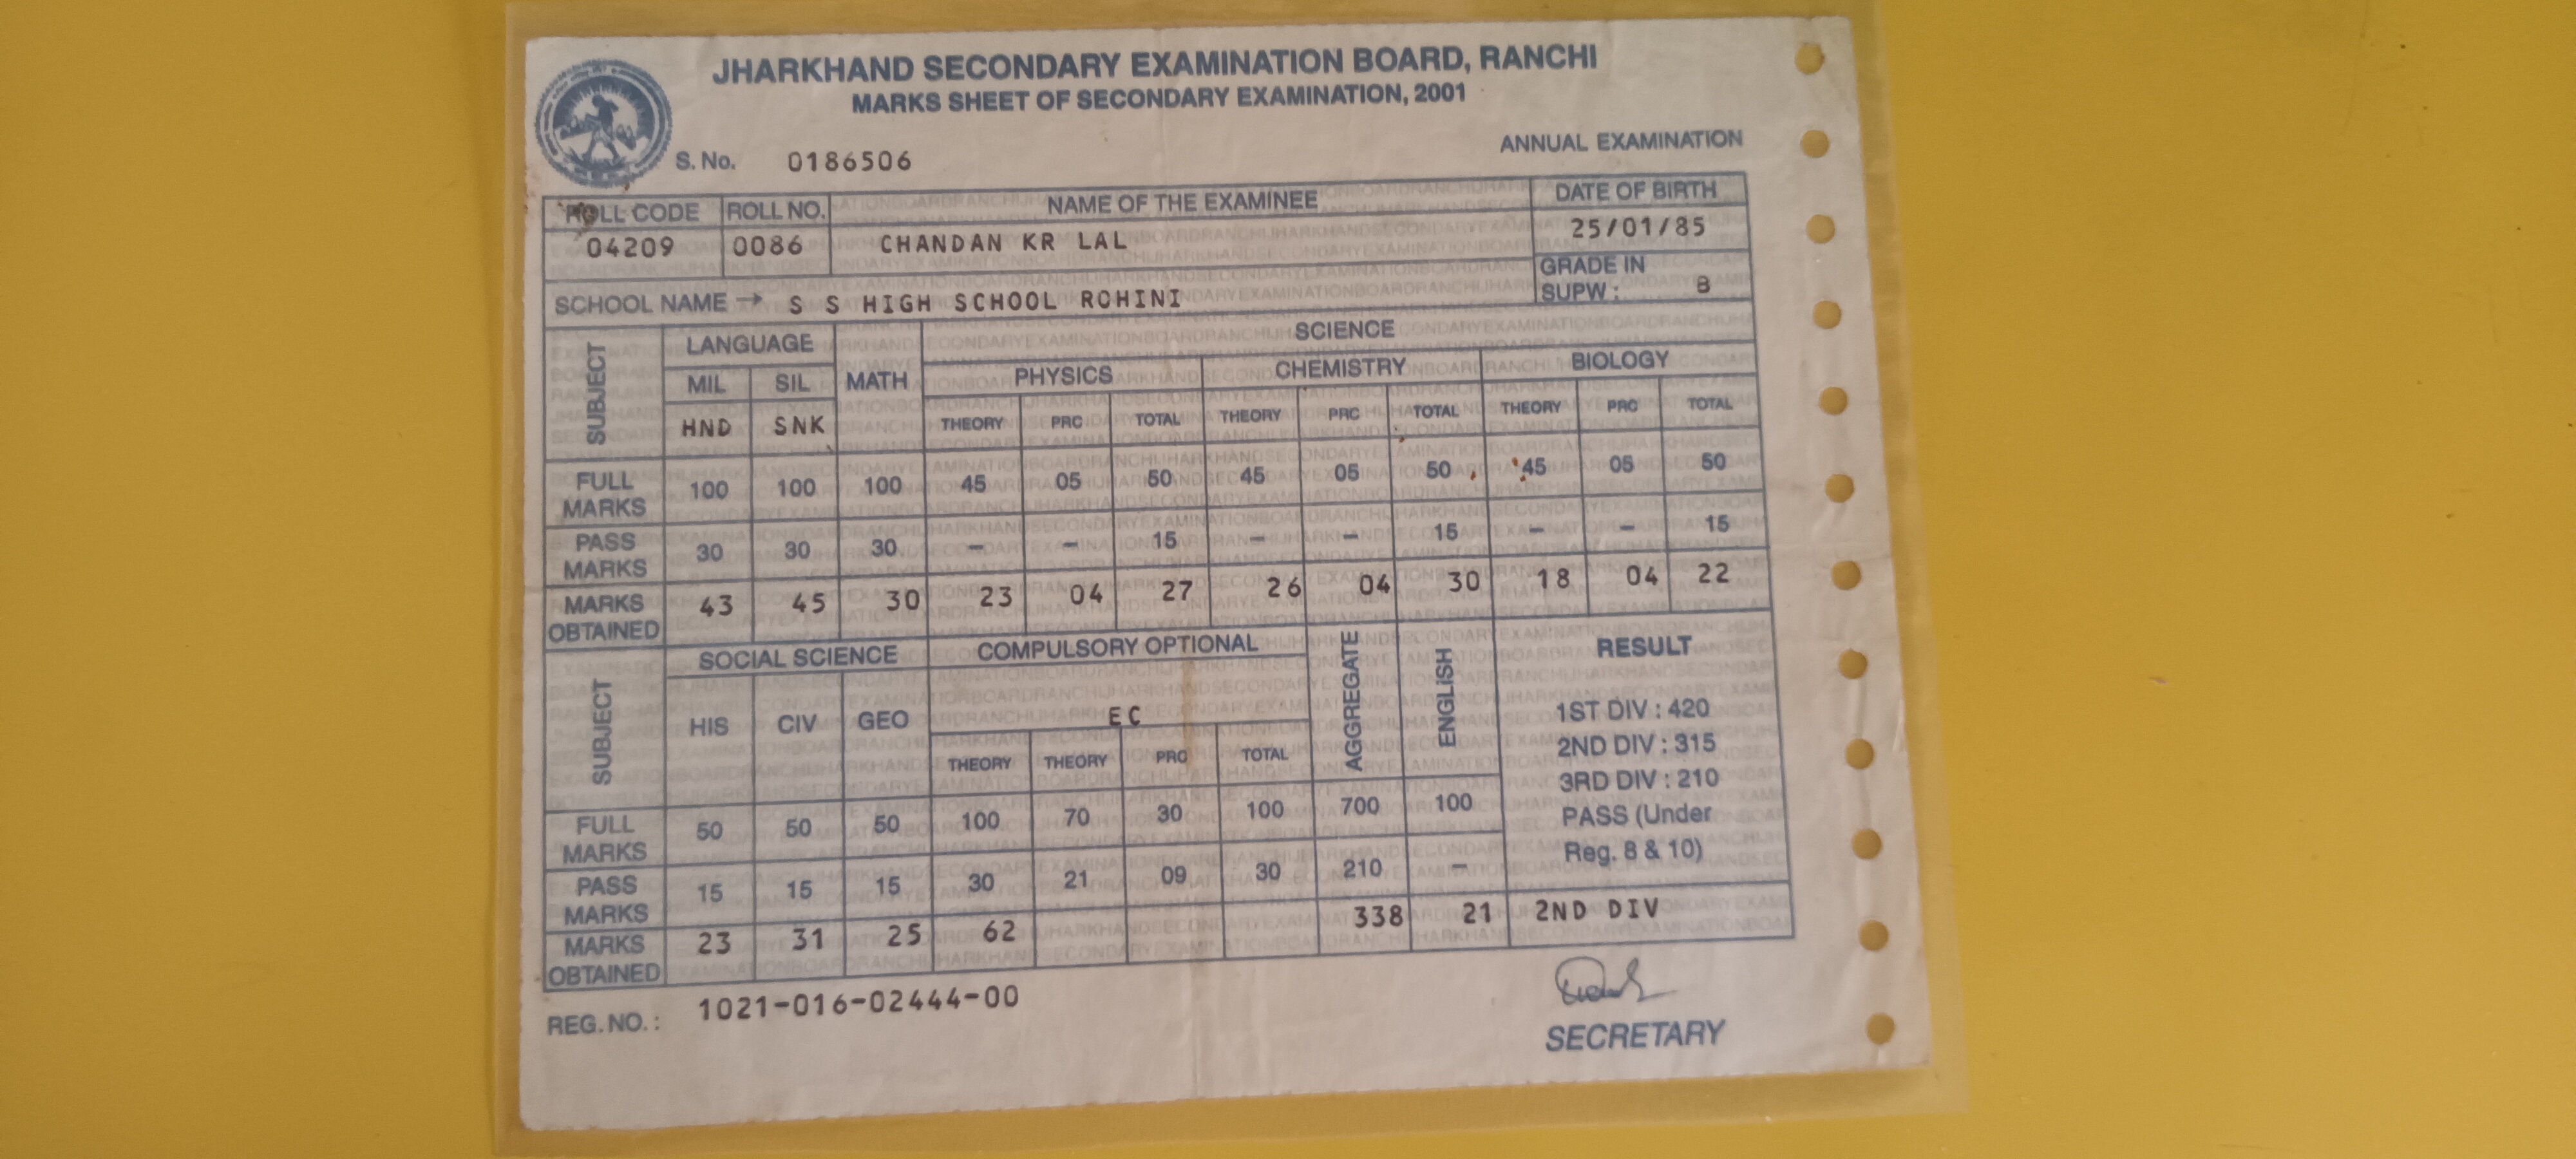 JHARKHAND SECONDARY EXAMINATION BOARD, RANCHI
MARKS SHEET OF SECONDARY EXAMINATION, 2001
ANNUAL EXAMINATION
S. No. 0186506
ROLL CODE ROLL NO. NAME OF THE EXAMINEE DATE OF BIRTH
04209 0086 CHANDAN KR LAL 25/01/85
SCHOOL NAME → S S HIGH SCHOOL ROHINI
GRADE IN
SUPW : B
SUBJECT LANGUAGE MATH SCIENCE
MIL SIL PHYSICS CHEMISTRY BIOLOGY
HND SNK THEORY PRC TOTAL THEORY PRC TOTAL THEORY PRC TOTAL
FULL MARKS 100 100 100 45 05 50 45 05 50 45 05 50
PASS MARKS 30 30 30 – – 15 – – 15 – – 15
MARKS OBTAINED 43 45 30 23 04 27 26 04 30 18 04 22
SUBJECT SOCIAL SCIENCE COMPULSORY OPTIONAL AGGREGATE ENGLISH RESULT
HIS CIV GEO EC
THEORY THEORY PRC TOTAL
FULL MARKS 50 50 50 100 70 30 100 700 100
PASS MARKS 15 15 15 30 21 09 30 210 –
1ST DIV : 420
2ND DIV : 315
3RD DIV : 210
PASS (Under
Reg. 8 & 10)
MARKS OBTAINED 23 31 25 62 338 21 2ND DIV
REG. NO. : 1021-016-02444-00
SECRETARY